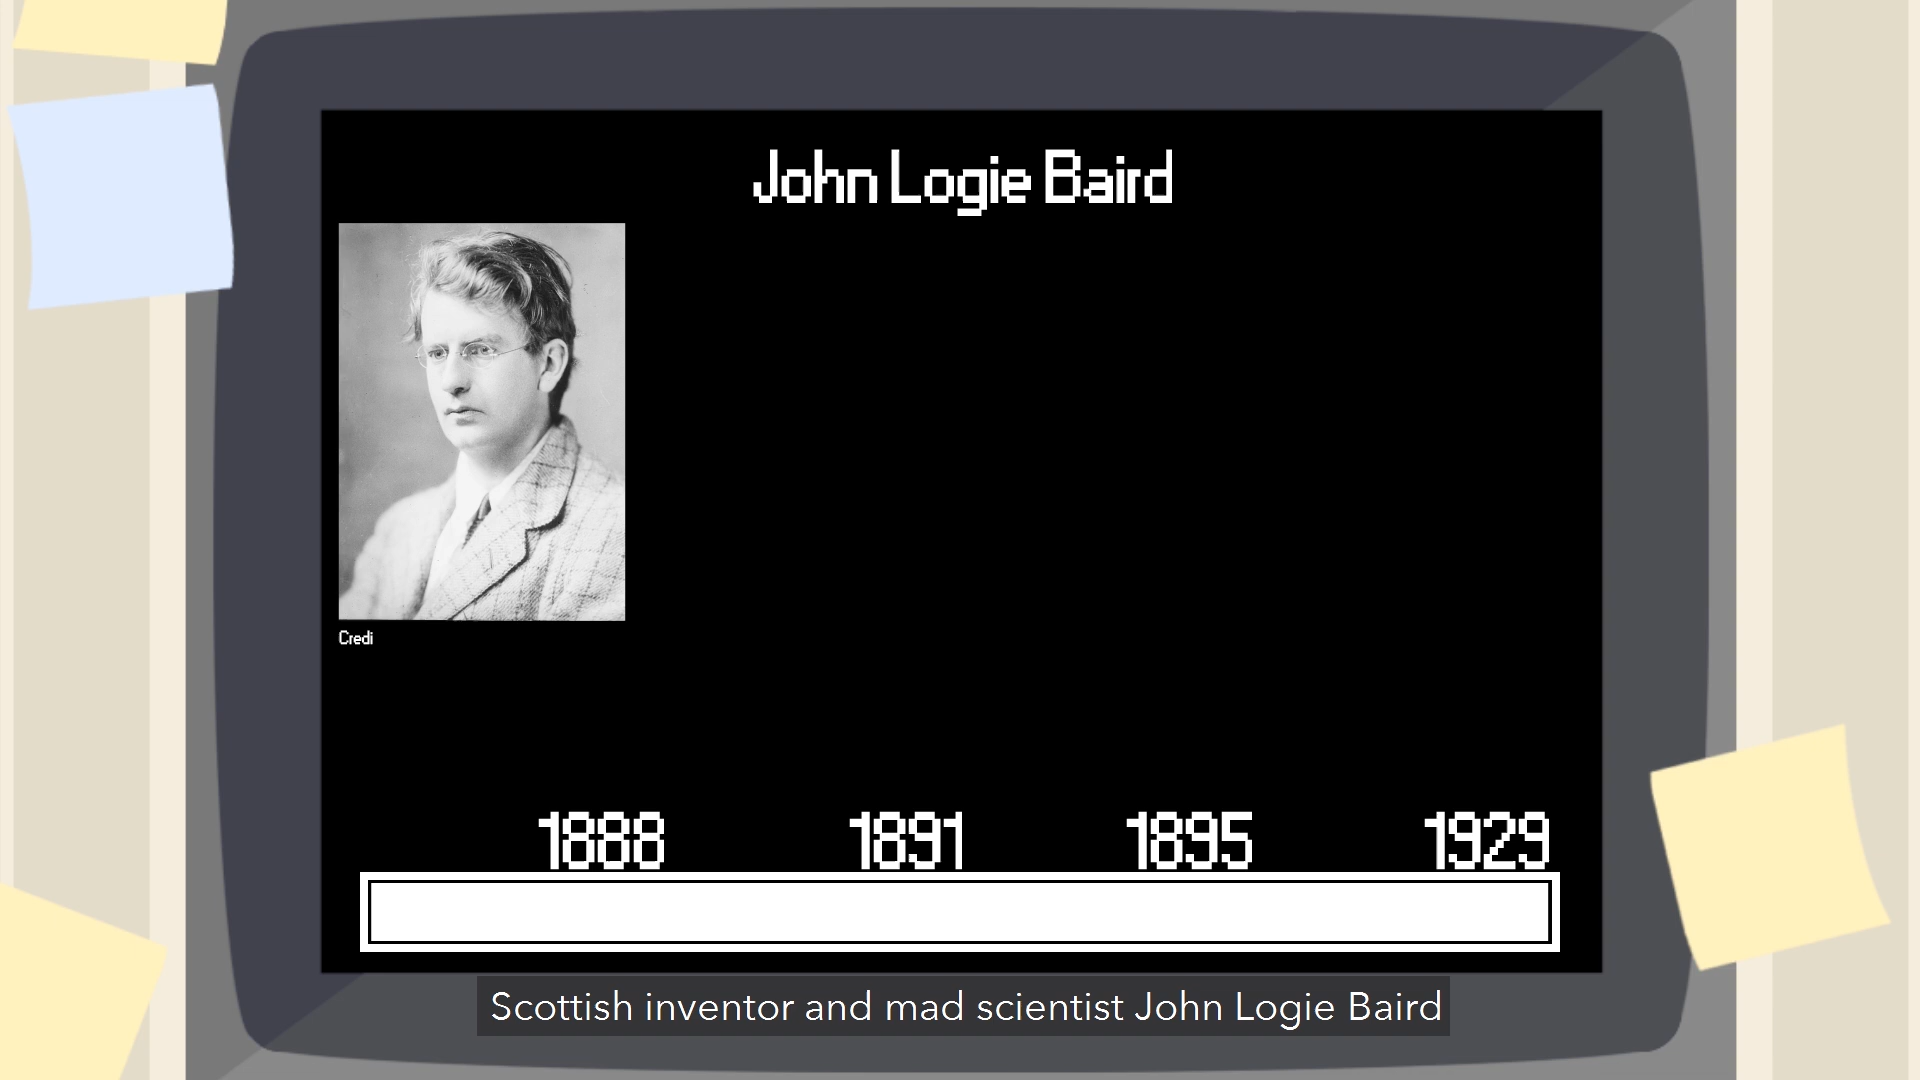 John Logie Baird
Credi
1888 1891 1895 1929
Scottish inventor and mad scientist John Logie Baird